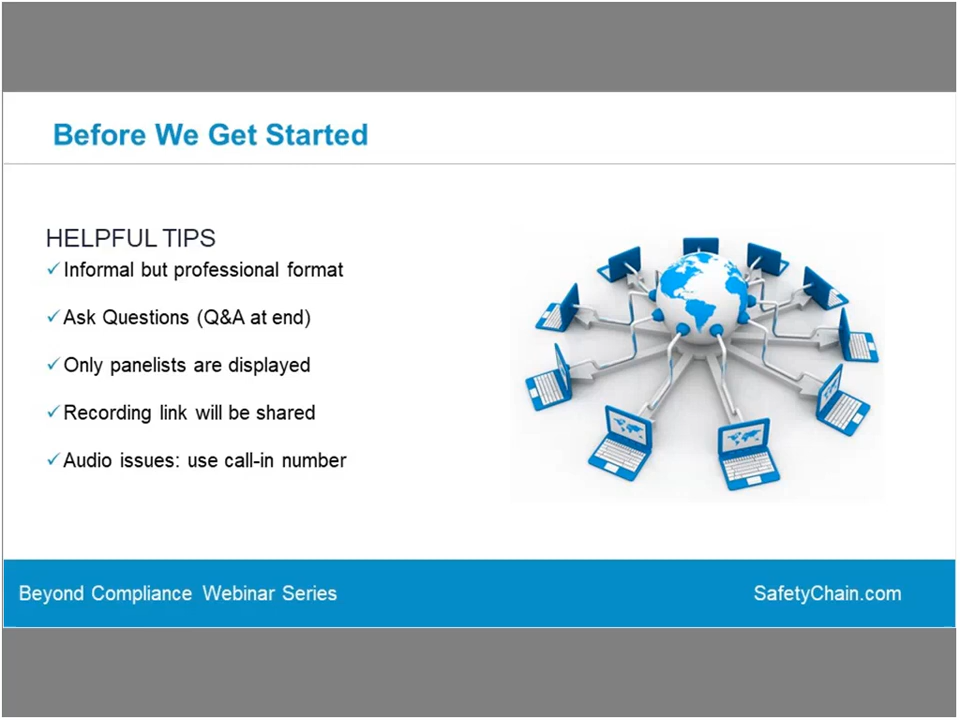 Before We Get Started
HELPFUL TIPS
✓Informal but professional format
✓Ask Questions (Q&A at end)
✓Only panelists are displayed
✓Recording link will be shared
✓Audio issues: use call-in number
Beyond Compliance Webinar Series
SafetyChain.com